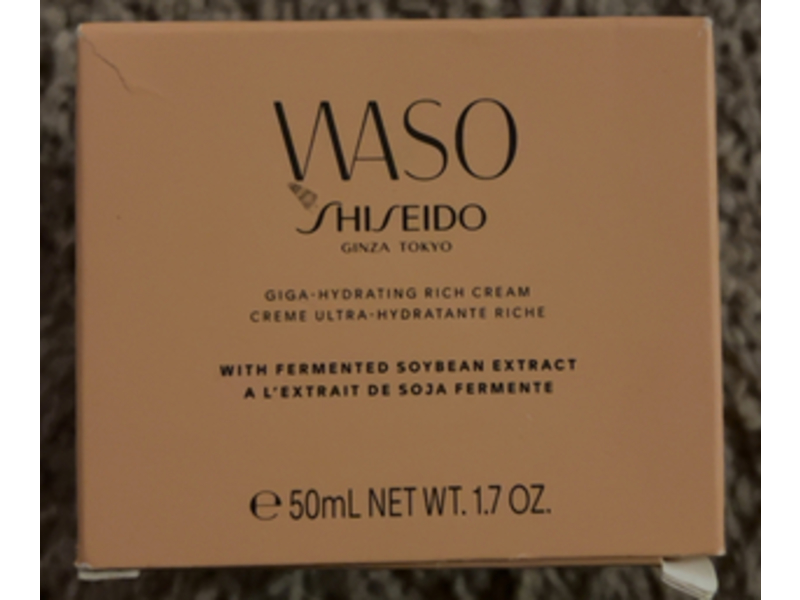 WASO
SHISEIDO
GINZA TOKYO
GIGA-HYDRATING RICH CREAM
CREME ULTRA-HYDRATANTE RICHE
WITH FERMENTED SOYBEAN EXTRACT
A L'EXTRAIT DE SOJA FERMENTE
℮ 50mL NET WT. 1.7 OZ.